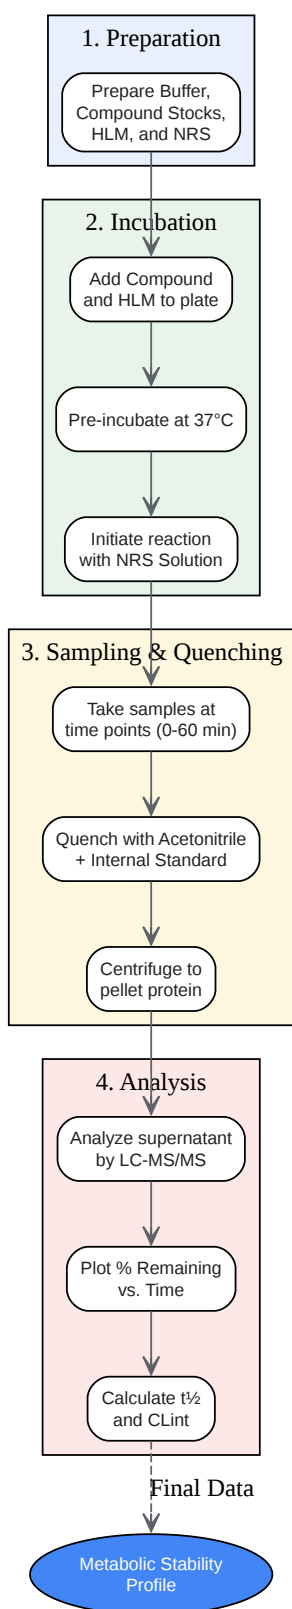 1. Preparation
Prepare Buffer,
Compound Stocks,
HLM, and NRS
2. Incubation
Add Compound
and HLM to plate
Pre-incubate at 37°C
Initiate reaction
with NRS Solution
3. Sampling & Quenching
Take samples at
time points (0-60 min)
Quench with Acetonitrile
+ Internal Standard
Centrifuge to
pellet protein
4. Analysis
Analyze supernatant
by LC-MS/MS
Plot % Remaining
vs. Time
Calculate t½
and CLint
Final Data
Metabolic Stability
Profile